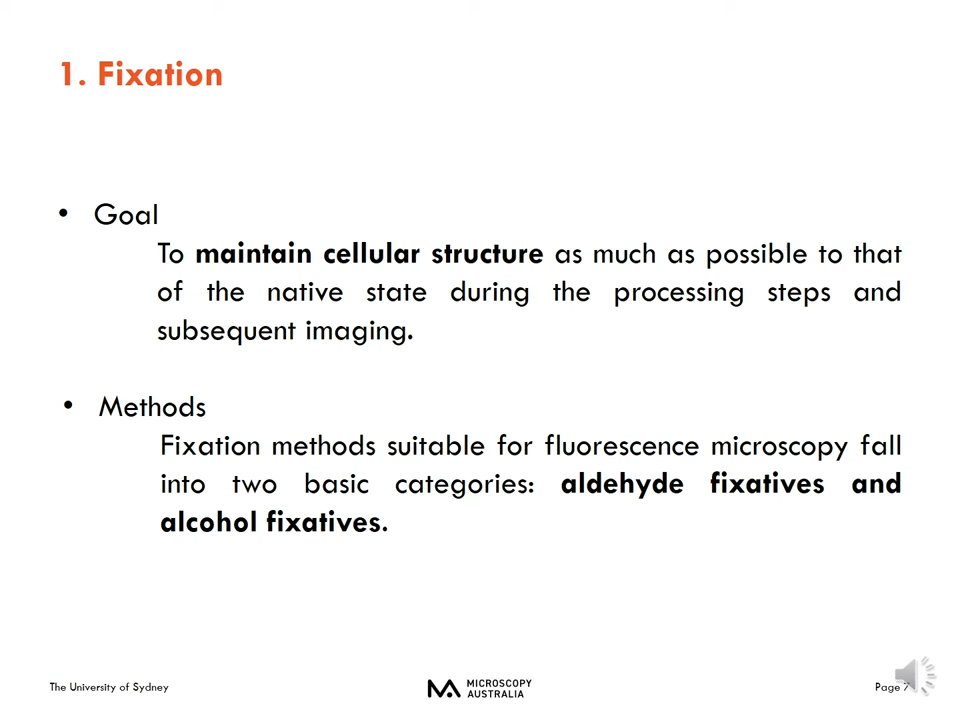 1. Fixation
• Goal
To maintain cellular structure as much as possible to that
of the native state during the processing steps and
subsequent imaging.
• Methods
Fixation methods suitable for fluorescence microscopy fall
into two basic categories: aldehyde fixatives and
alcohol fixatives.
The University of Sydney
MICROSCOPY
AUSTRALIA
Page 7